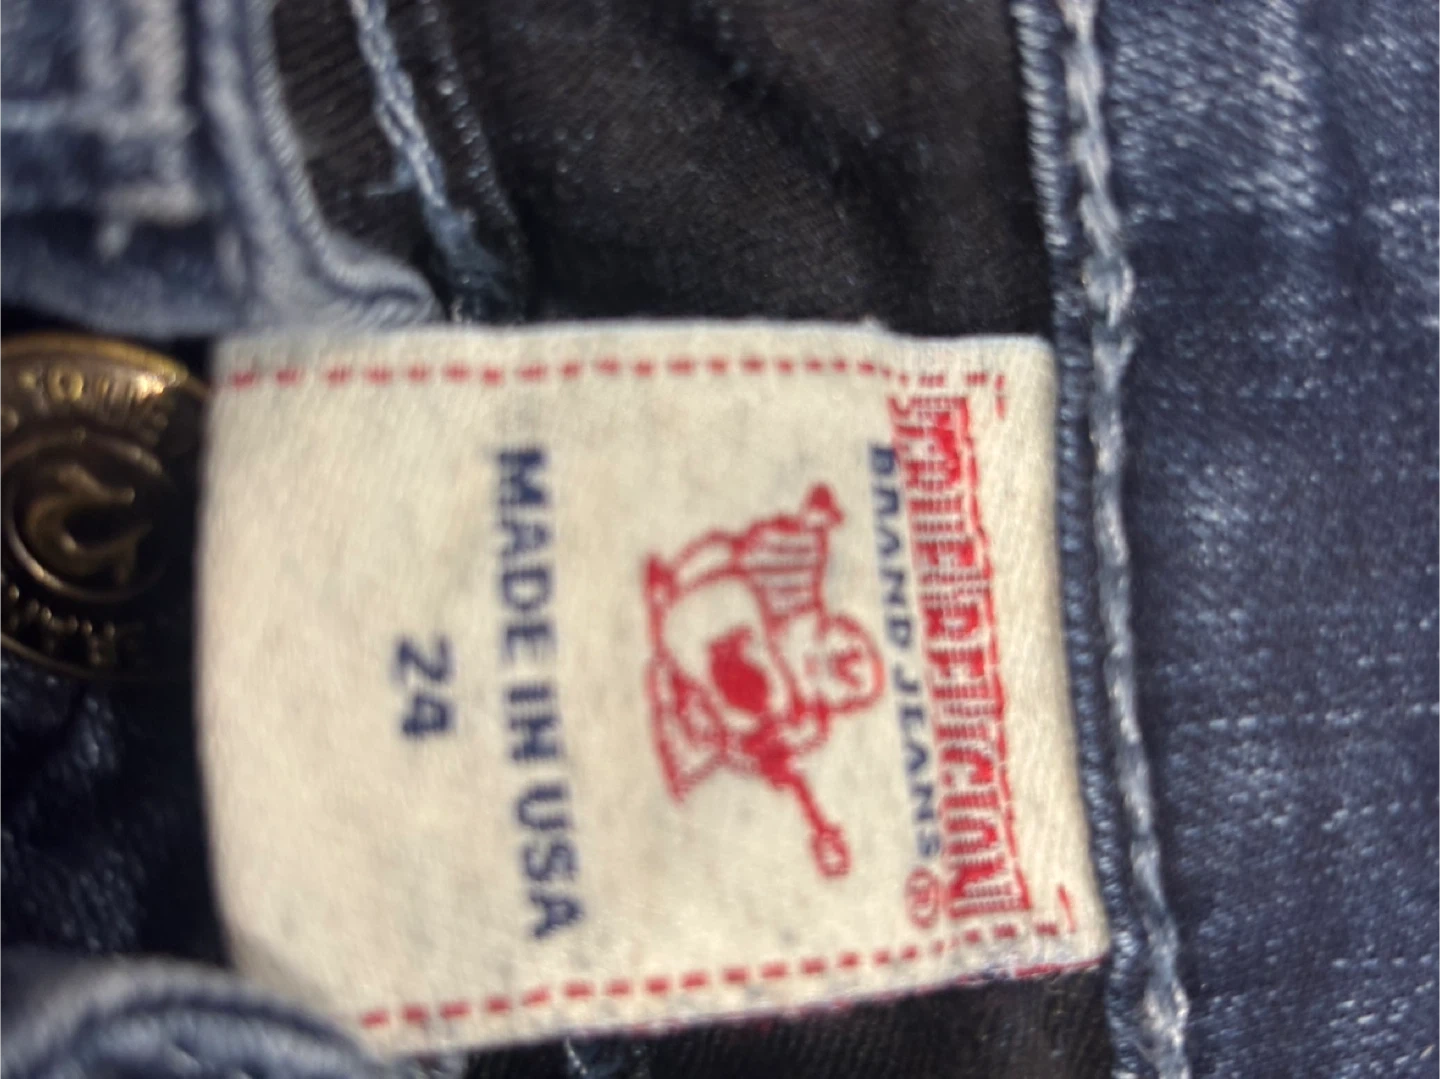 TRUE RELIGION
BRAND JEANS ®
MADE IN USA
24